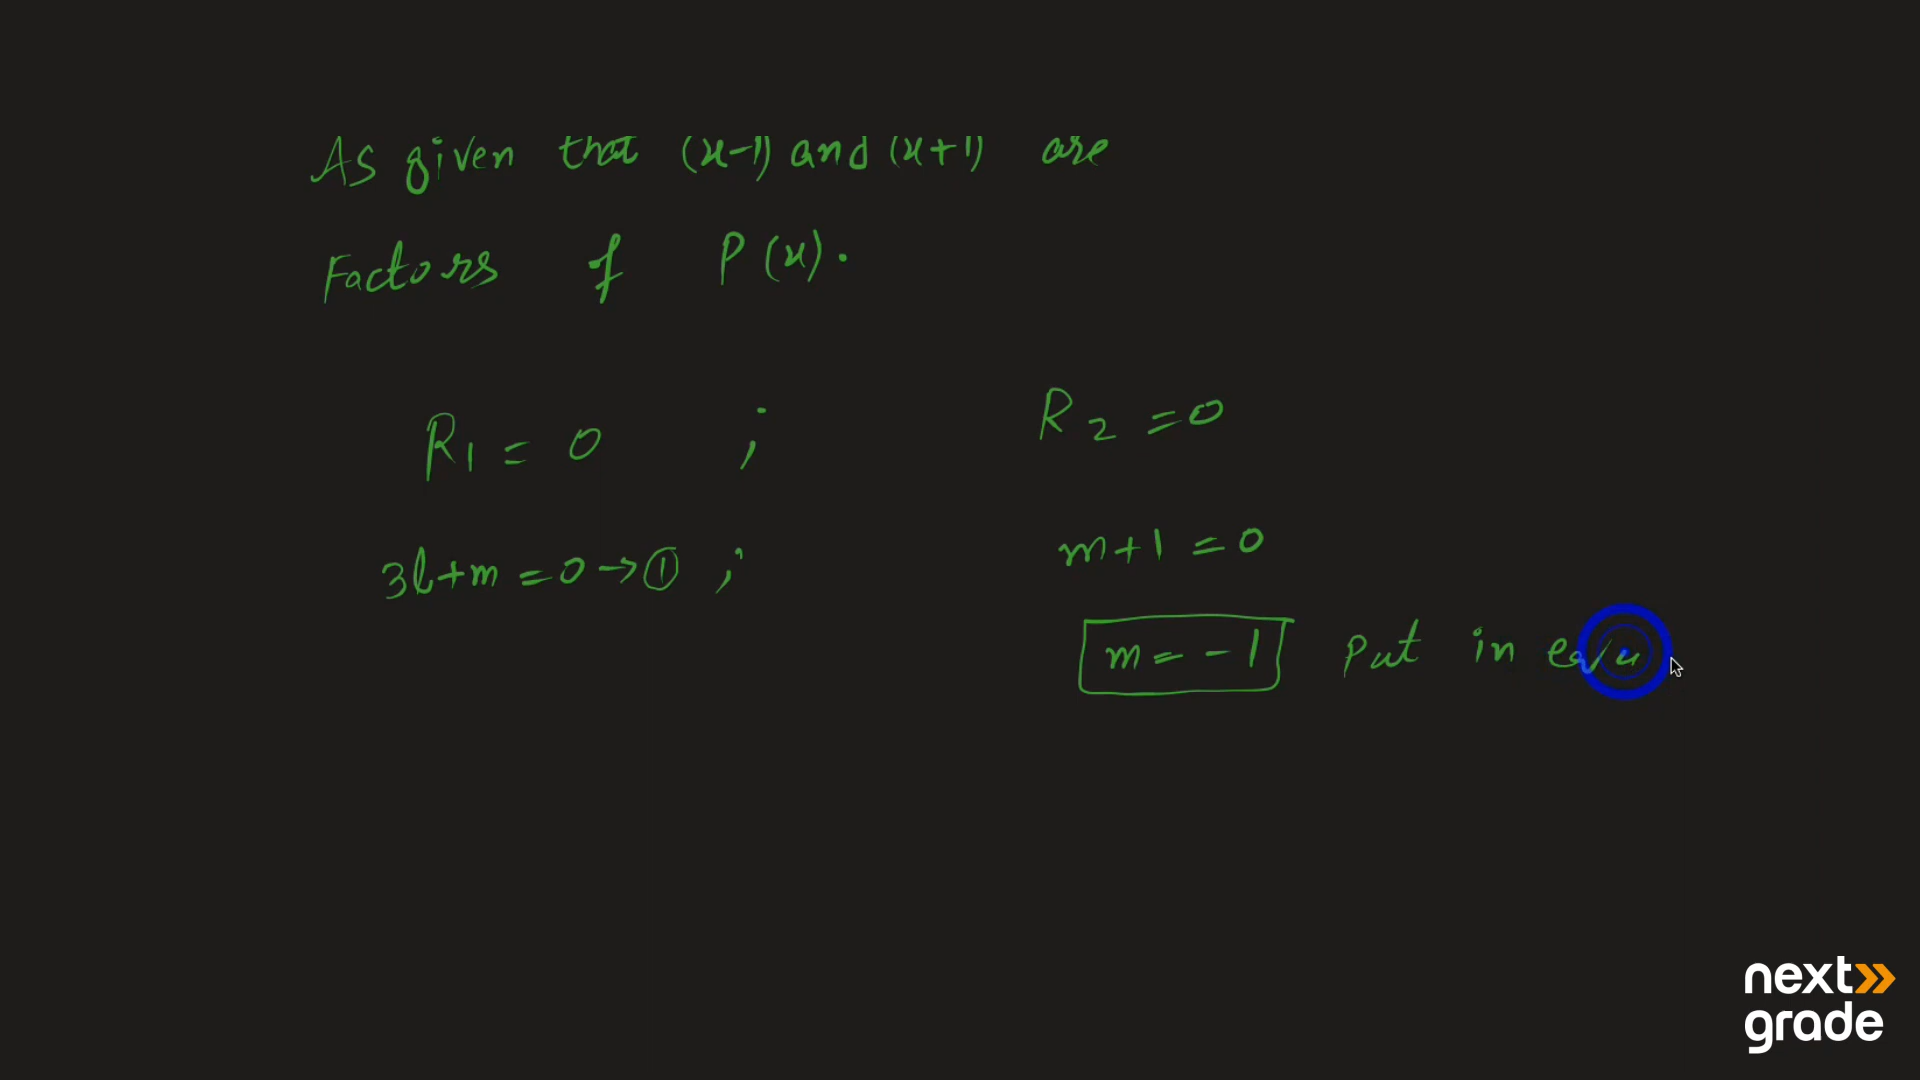 As given that (x-1) and (x+1) are
Factors of P(x).
R₁ = 0 ; R₂ = 0
3l+m = 0 → ① ; m+1 = 0
m = -1 Put in equ
next
grade